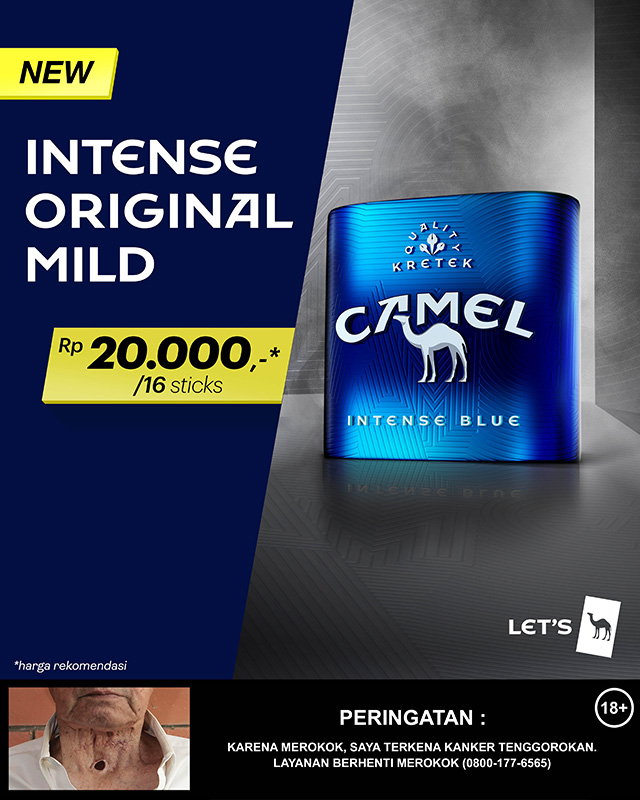 NEW
INTENSE
ORIGINAL
MILD
Rp 20.000,-*
/16 sticks
QUALITY
KRETEK
CAMEL
INTENSE BLUE
LET'S
*harga rekomendasi
PERINGATAN :
18+
KARENA MEROKOK, SAYA TERKENA KANKER TENGGOROKAN.
LAYANAN BERHENTI MEROKOK (0800-177-6565)